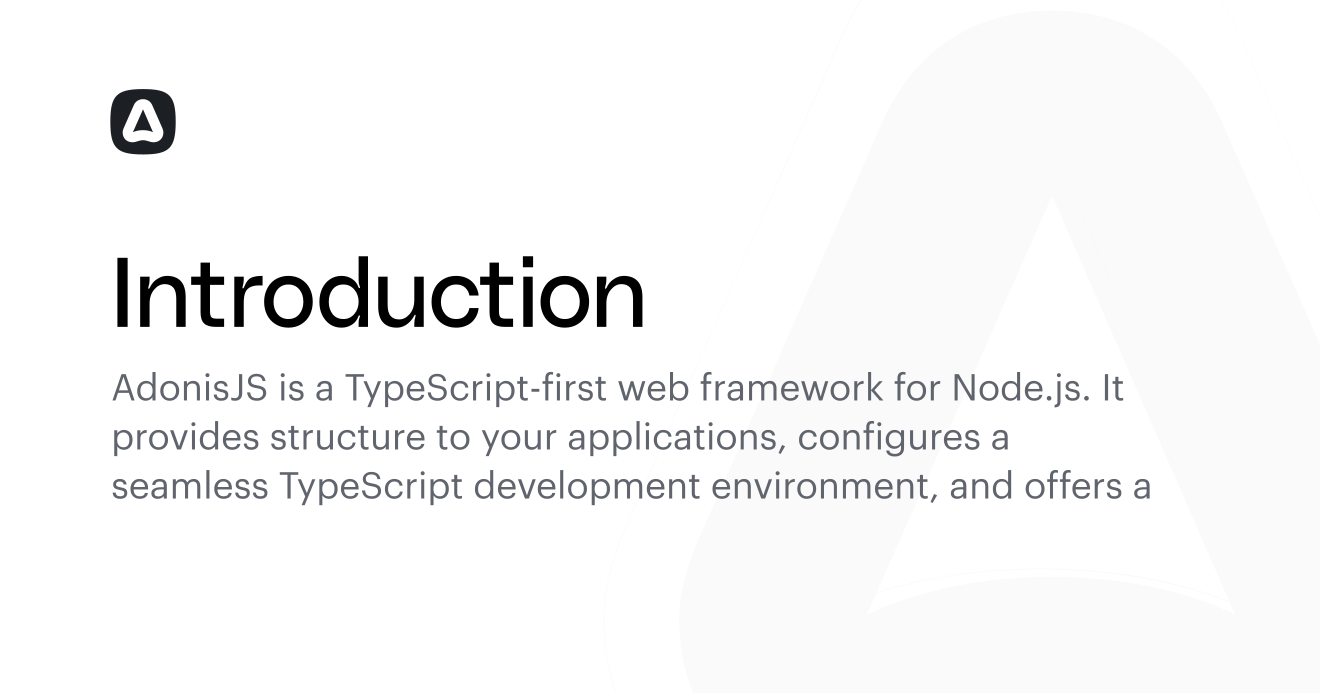 Introduction
AdonisJS is a TypeScript-first web framework for Node.js. It
provides structure to your applications, configures a
seamless TypeScript development environment, and offers a